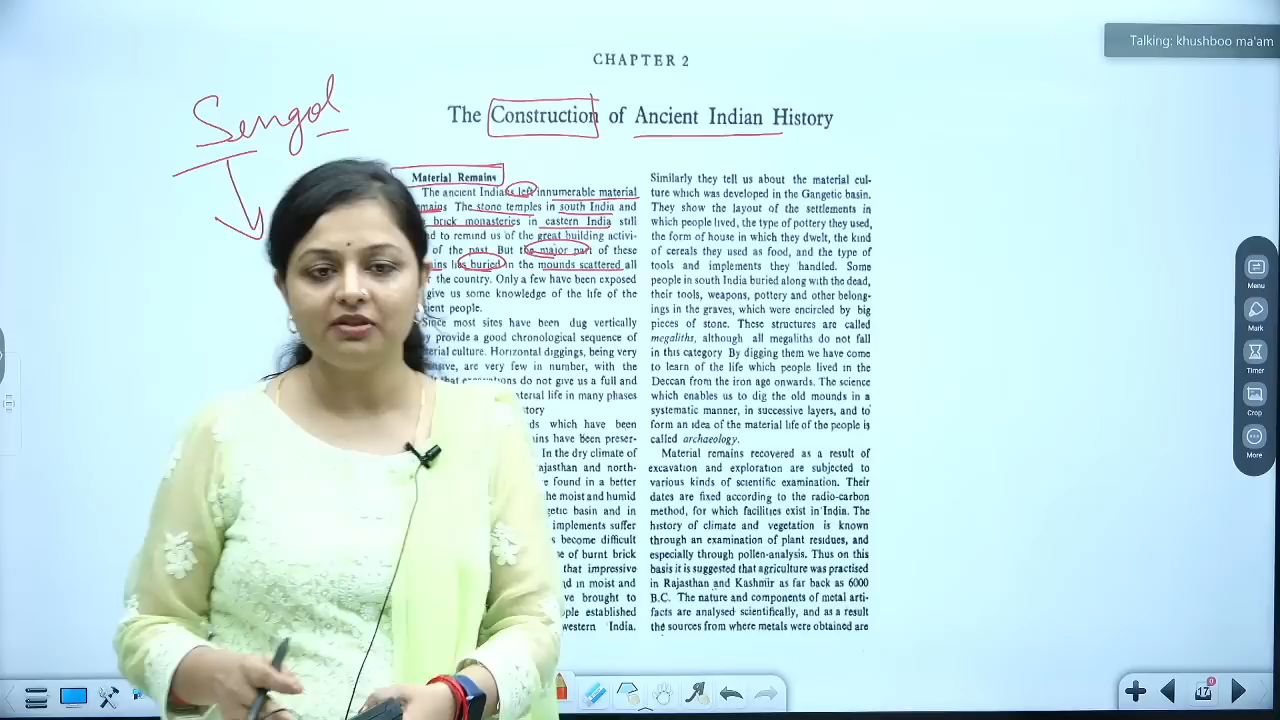 Talking: khushboo ma'am
CHAPTER 2
Sengol
The Construction of Ancient Indian History
Material Remains
The ancient Indians left innumerable material
The stone temples in south India and
brick monasteries in eastern India still
to remind us of the great building activi-
of the past. But the major part of these
lies buried in the mounds scattered all
the country. Only a few have been exposed
give us some knowledge of the life of the
people.
Since most sites have been dug vertically
provide a good chronological sequence of
culture. Horizontal diggings, being very
are very few in number, with the
that excavations do not give us a full and
life in many phases
which have been
have been preser-
In the dry climate of
and north-
found in a better
moist and humid
basin and in
implements suffer
become difficult
of burnt brick
that impressive
in moist and
brought to
established
western India.
Similarly they tell us about the material cul-
ture which was developed in the Gangetic basin.
They show the layout of the settlements in
which people lived, the type of pottery they used,
the form of house in which they dwelt, the kind
of cereals they used as food, and the type of
tools and implements they handled. Some
people in south India buried along with the dead,
their tools, weapons, pottery and other belong-
ings in the graves, which were encircled by big
pieces of stone. These structures are called
megaliths, although all megaliths do not fall
in this category By digging them we have come
to learn of the life which people lived in the
Deccan from the iron age onwards. The science
which enables us to dig the old mounds in a
systematic manner, in successive layers, and to
form an idea of the material life of the people is
called archaeology.
Material remains recovered as a result of
excavation and exploration are subjected to
various kinds of scientific examination. Their
dates are fixed according to the radio-carbon
method, for which facilities exist in India. The
history of climate and vegetation is known
through an examination of plant residues, and
especially through pollen-analysis. Thus on this
basis it is suggested that agriculture was practised
in Rajasthan and Kashmir as far back as 6000
B.C. The nature and components of metal arti-
facts are analysed scientifically, and as a result
the sources from where metals were obtained are
Menu
Mark
Timer
Crop
More
17